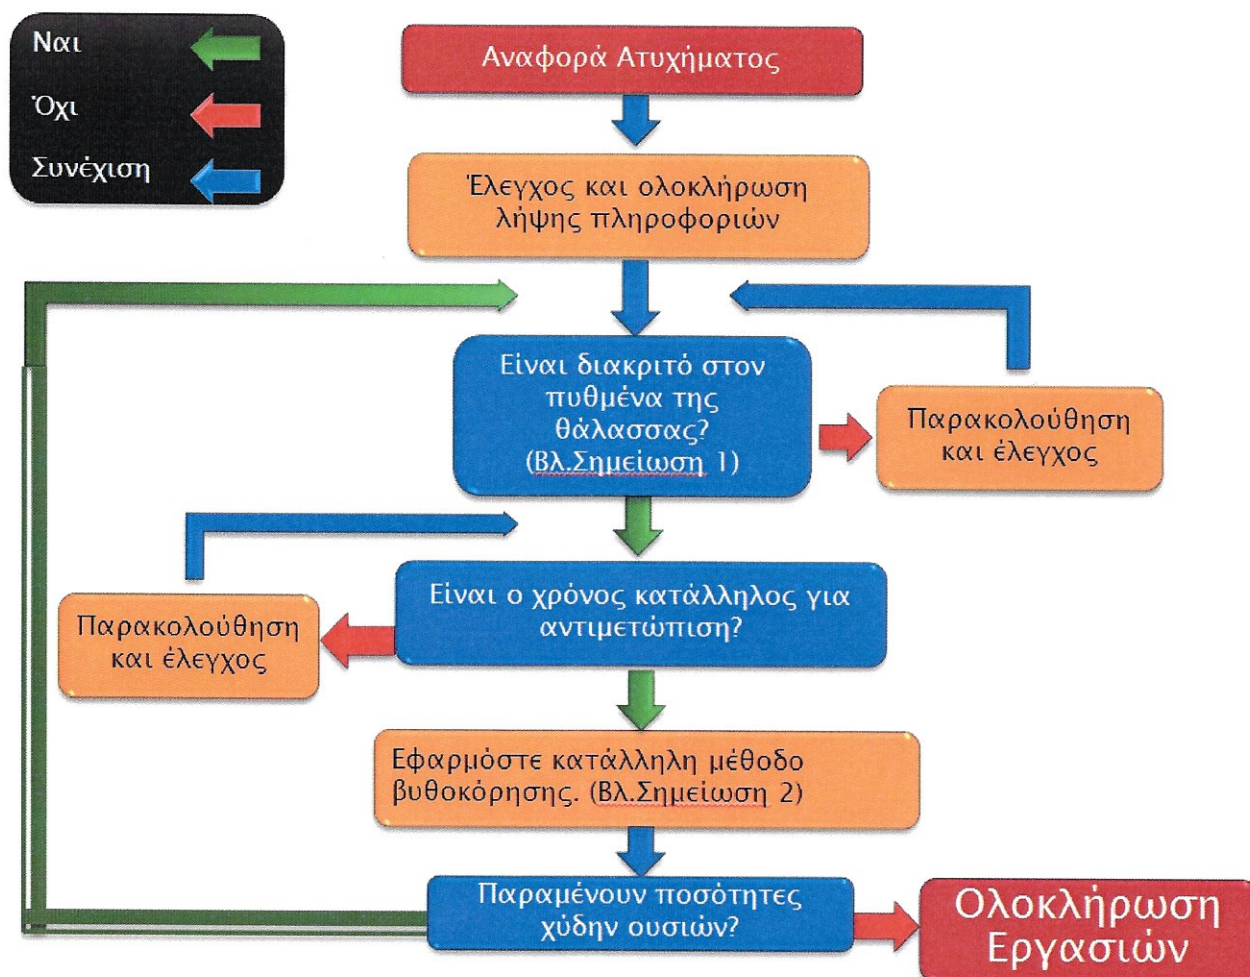 Ναι
Όχι
Συνέχιση
Αναφορά Ατυχήματος
Έλεγχος και ολοκλήρωση
λήψης πληροφοριών
Είναι διακριτό στον
πυθμένα της
θάλασσας?
(Βλ.Σημείωση 1)
Παρακολούθηση
και έλεγχος
Είναι ο χρόνος κατάλληλος για
αντιμετώπιση?
Παρακολούθηση
και έλεγχος
Εφαρμόστε κατάλληλη μέθοδο
βυθοκόρησης. (Βλ.Σημείωση 2)
Παραμένουν ποσότητες
χύδην ουσιών?
Ολοκλήρωση
Εργασιών